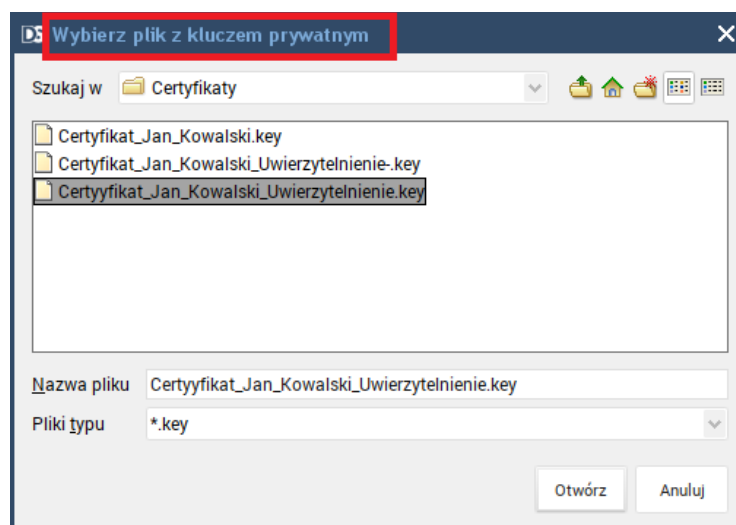 DS Wybierz plik z kluczem prywatnym
Szukaj w Certyfikaty
Certyfikat_Jan_Kowalski.key
Certyfikat_Jan_Kowalski_Uwierzytelnienie-.key
Certyyfikat_Jan_Kowalski_Uwierzytelnienie.key
Nazwa pliku Certyyfikat_Jan_Kowalski_Uwierzytelnienie.key
Pliki typu *.key
Otwórz Anuluj